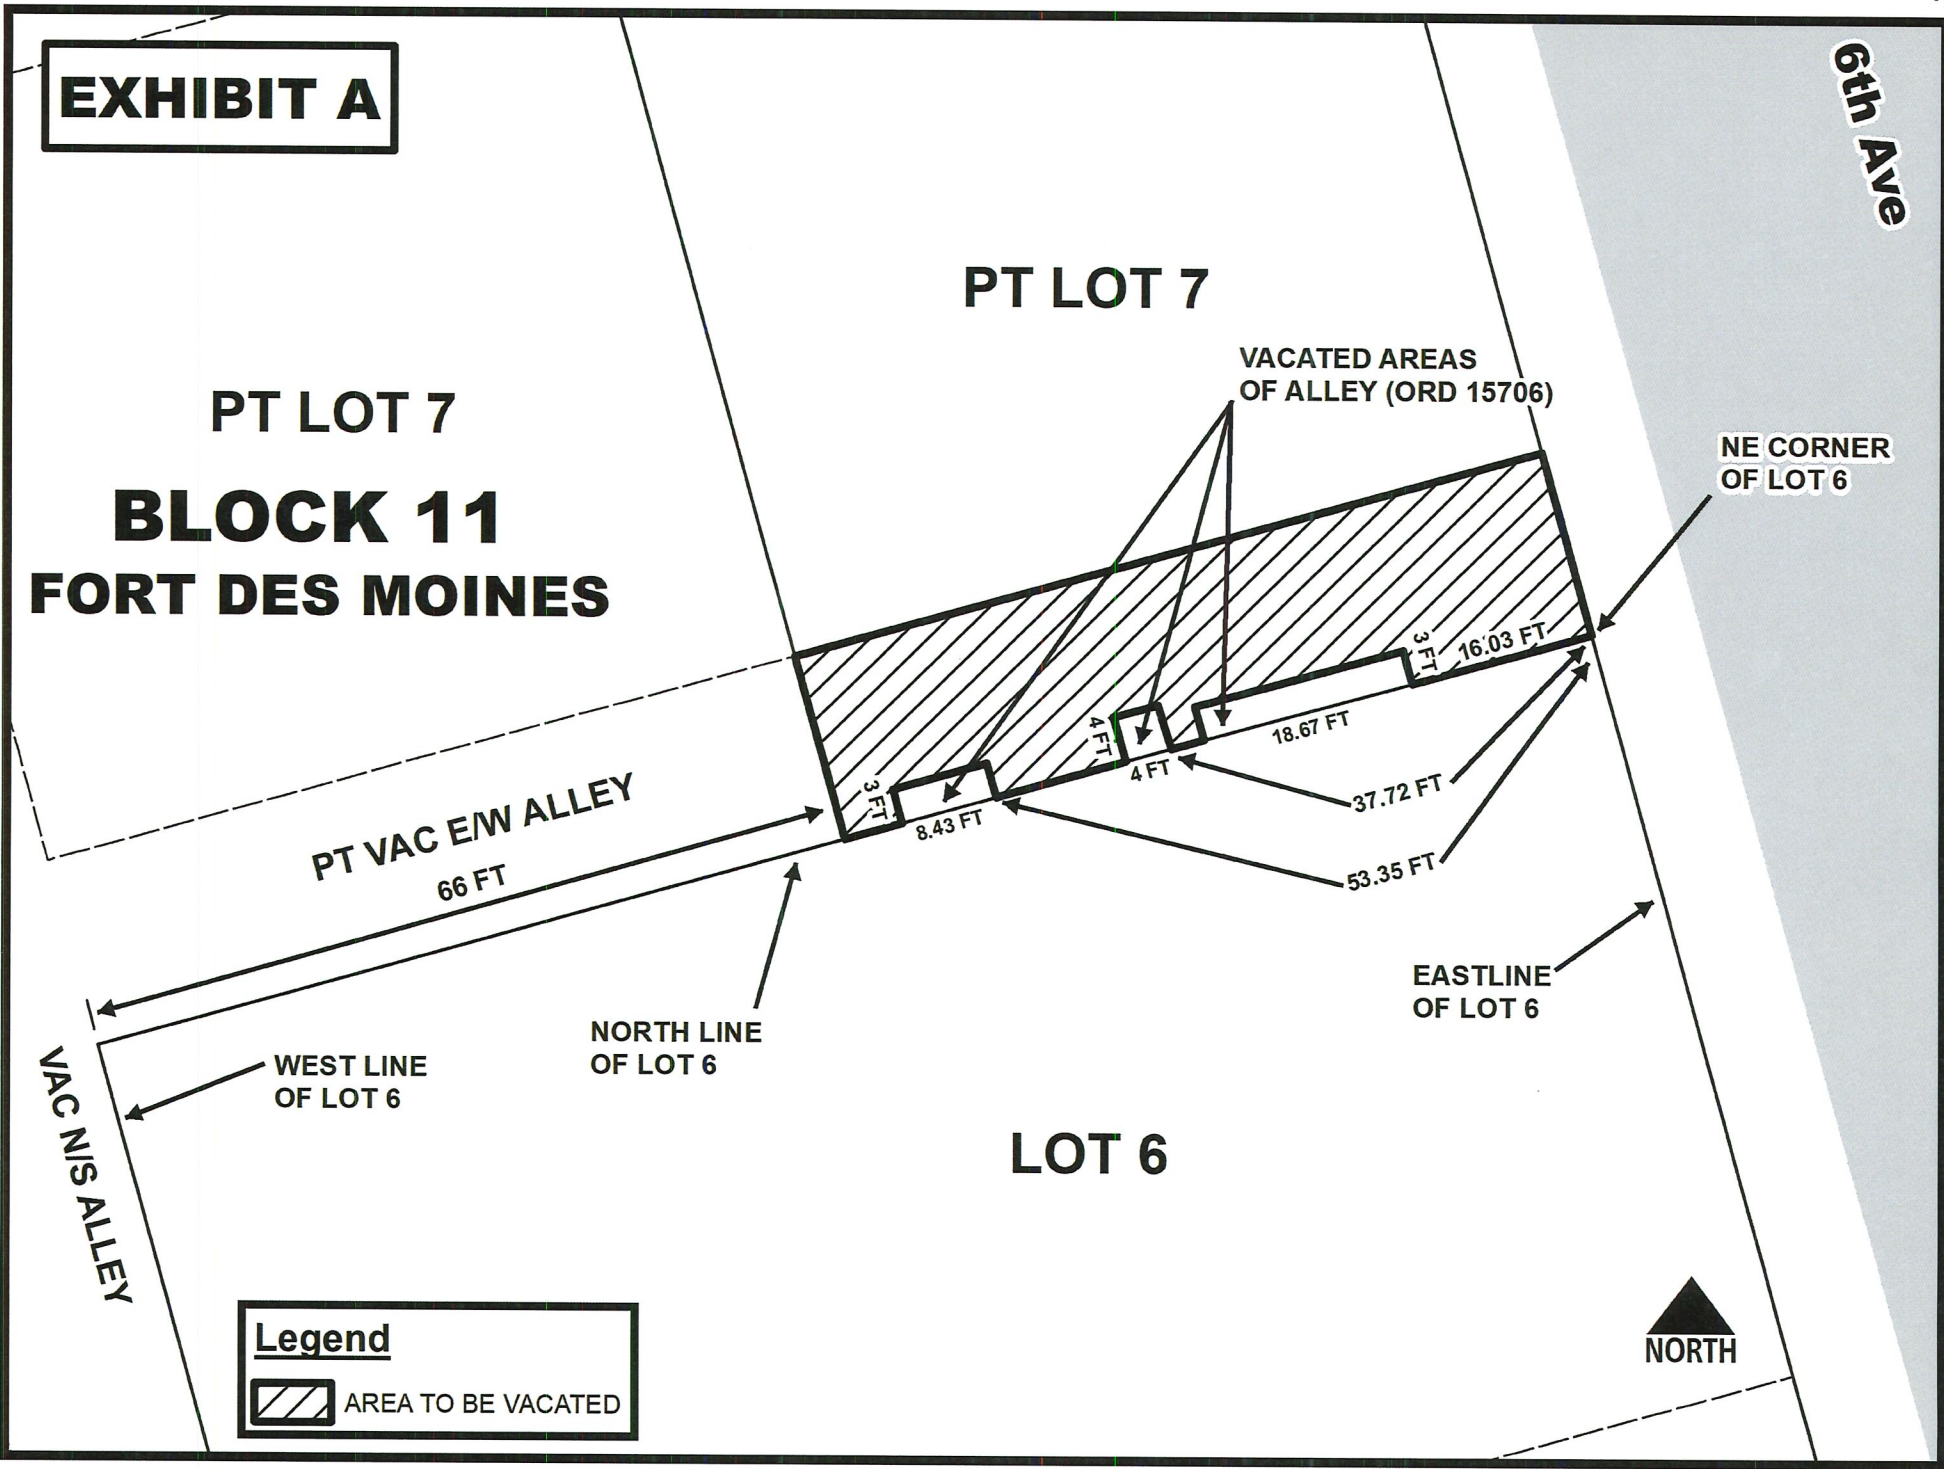 EXHIBIT A
6th Ave
PT LOT 7
VACATED AREAS
OF ALLEY (ORD 15706)
PT LOT 7
NE CORNER
OF LOT 6
BLOCK 11
FORT DES MOINES
3 FT
16.03 FT
4 FT
18.67 FT
4 FT
37.72 FT
3 FT
8.43 FT
53.35 FT
PT VAC E/W ALLEY
66 FT
EASTLINE
OF LOT 6
NORTH LINE
OF LOT 6
WEST LINE
OF LOT 6
VAC N/S ALLEY
LOT 6
Legend
AREA TO BE VACATED
NORTH